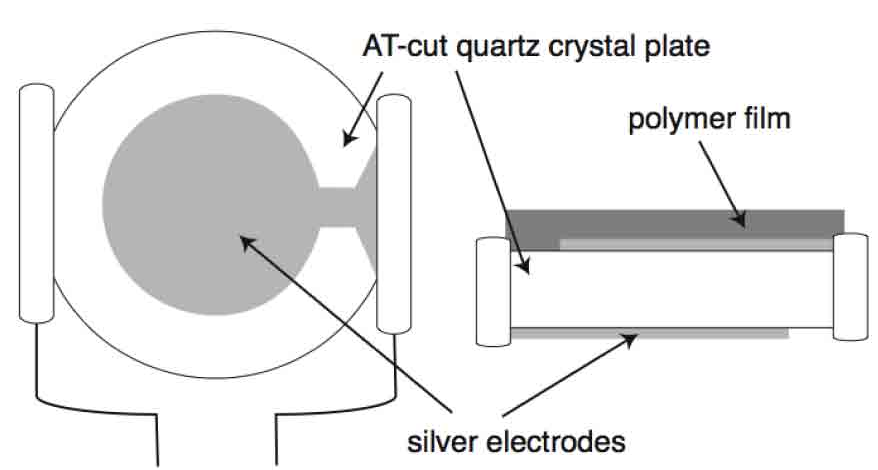 AT-cut quartz crystal plate
polymer film
silver electrodes